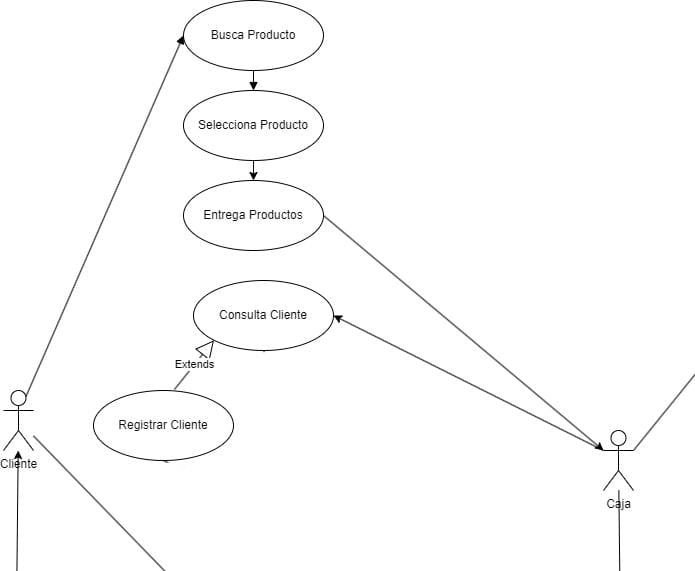 Busca Producto
Selecciona Producto
Entrega Productos
Consulta Cliente
Extends
Registrar Cliente
Cliente
Caja